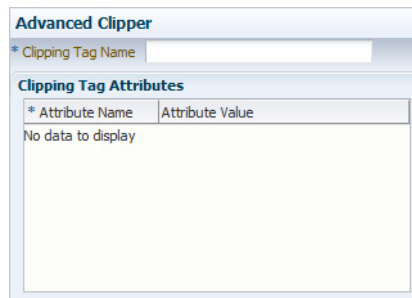 Advanced Clipper
* Clipping Tag Name
Clipping Tag Attributes
* Attribute Name Attribute Value
No data to display